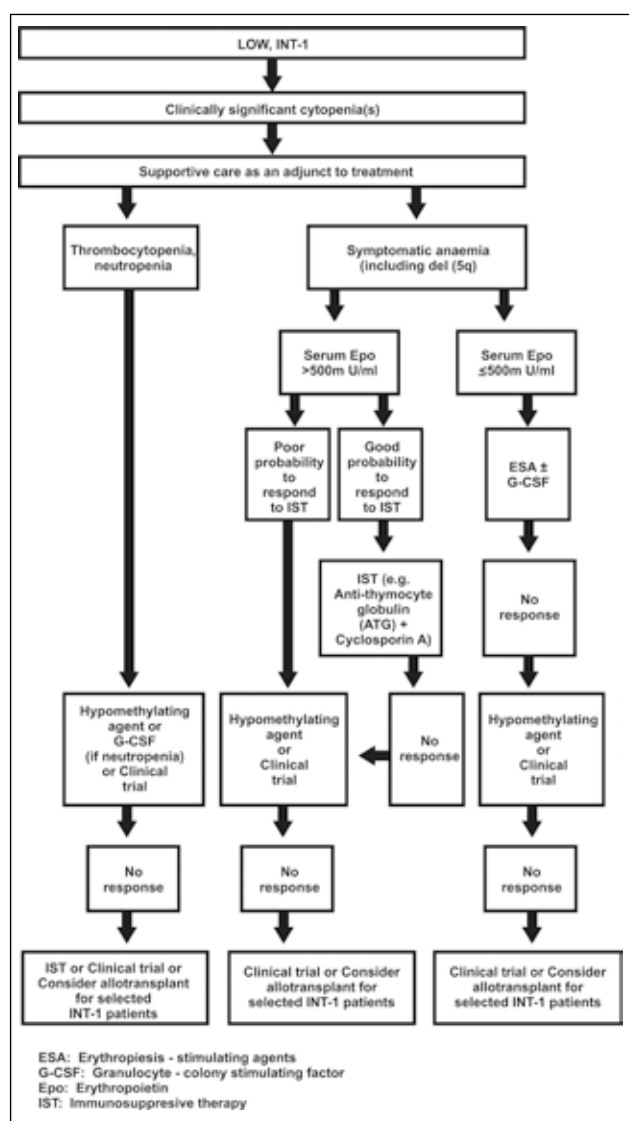 LOW, INT-1
Clinically significant cytopenia(s)
Supportive care as an adjunct to treatment
Thrombocytopenia,
neutropenia
Symptomatic anaemia
(including del (5q)
Serum Epo
>500m U/ml
Serum Epo
≤500m U/ml
Poor
probability
to
respond
to IST
Good
probability
to
respond
to IST
ESA ±
G-CSF
IST (e.g.
Anti-thymocyte
globulin
(ATG) +
Cyclosporin A)
No
response
Hypomethylating
agent or
G-CSF
(if neutropenia)
or Clinical
trial
Hypomethylating
agent
or
Clinical
trial
No
response
Hypomethylating
agent
or
Clinical
trial
No
response
No
response
No
response
IST or Clinical trial or
Consider allotransplant
for selected
INT-1 patients
Clinical trial or Consider
allotransplant for
selected INT-1 patients
Clinical trial or Consider
allotransplant for
selected INT-1 patients
ESA: Erythropiesis - stimulating agents
G-CSF: Granulocyte - colony stimulating factor
Epo: Erythropoietin
IST: Immunosuppresive therapy